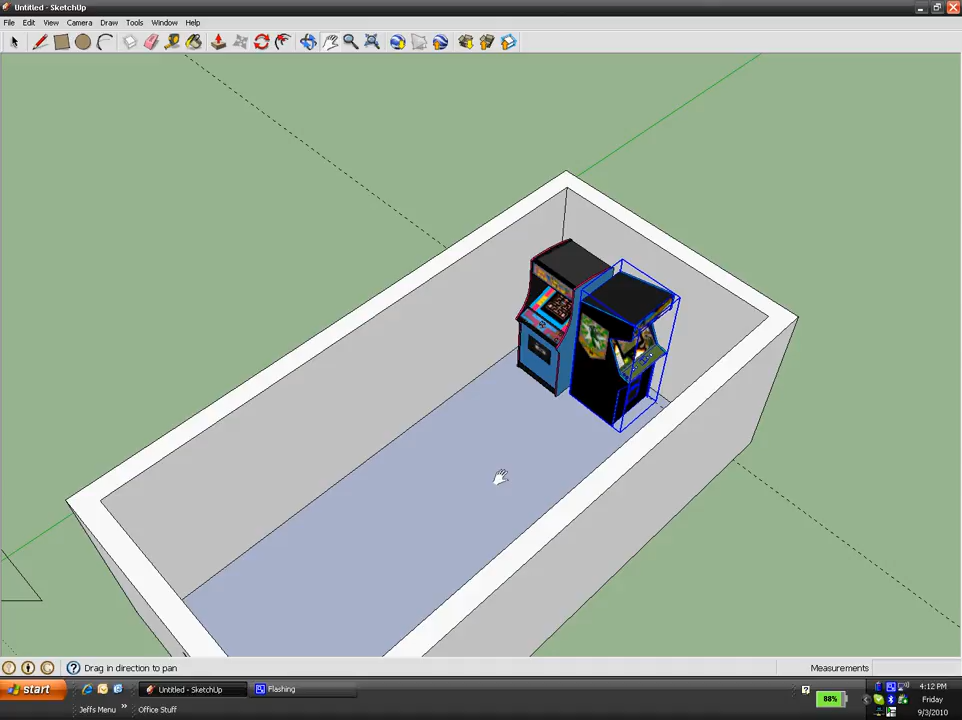 Untitled - SketchUp
File Edit View Camera Draw Tools Window Help
Drag in direction to pan
Measurements
start
Untitled - SketchUp
Flashing
88%
4:12 PM
Friday
9/3/2010
Jeffs Menu
Office Stuff